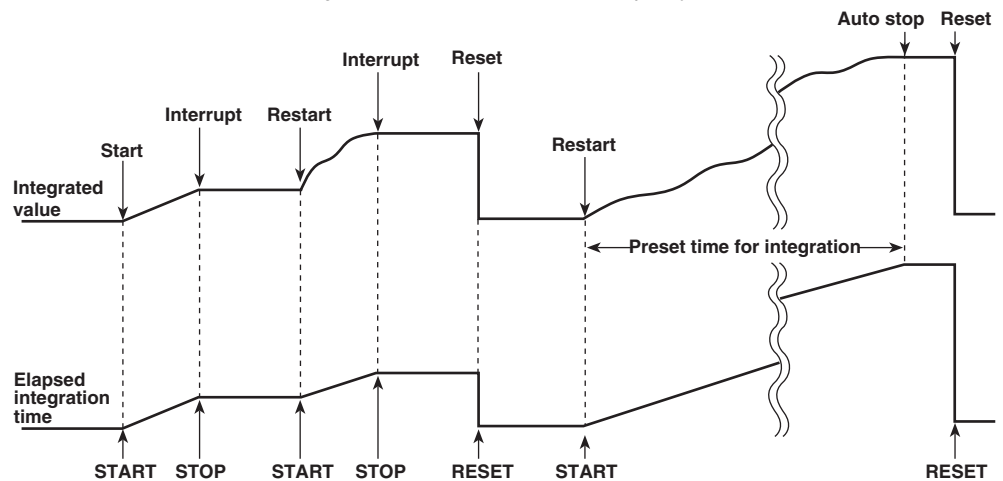 Auto stop Reset
Interrupt Reset
Interrupt Restart
Start
Restart
Integrated
value
Preset time for integration
Elapsed
integration
time
START STOP START STOP RESET START RESET